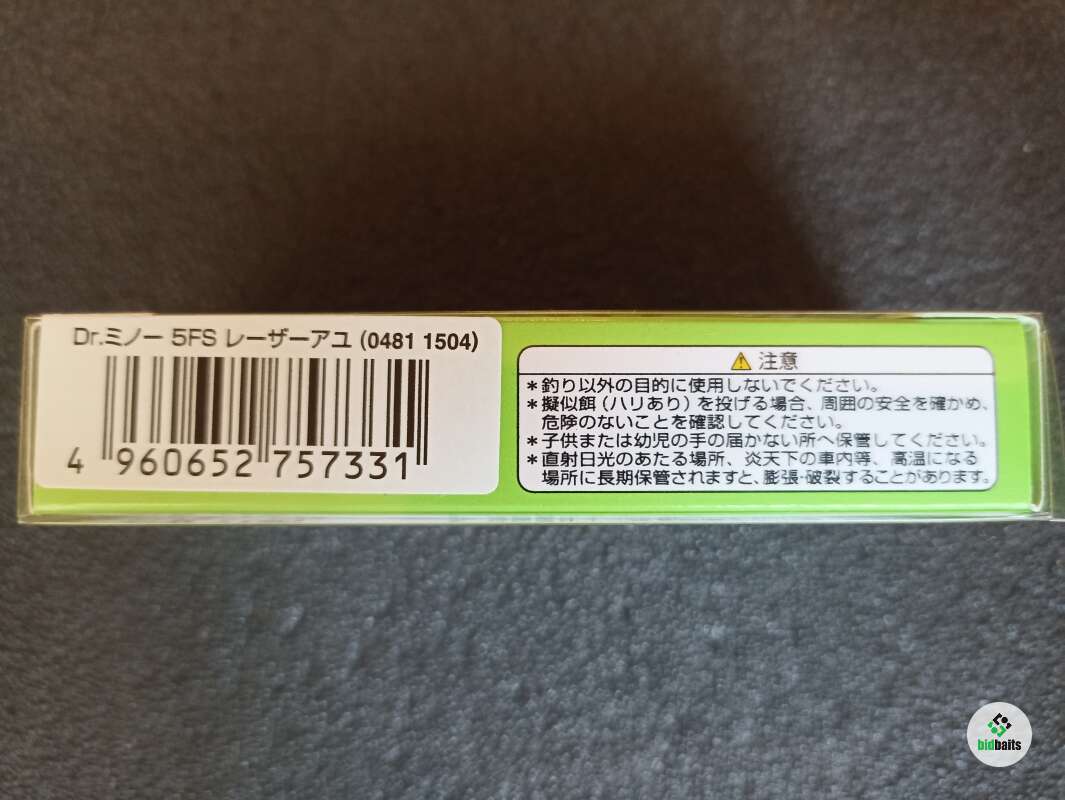 Dr.ミノー 5FS レーザーアユ (0481 1504)
4 960652 757331
注意
*釣り以外の目的に使用しないでください。
*擬似餌(ハリあり)を投げる場合、周囲の安全を確かめ、
危険のないことを確認してください。
*子供または幼児の手の届かない所へ保管してください。
*直射日光のあたる場所、炎天下の車内等、高温になる
場所に長期保管されますと、膨張・破裂することがあります。
bidbaits